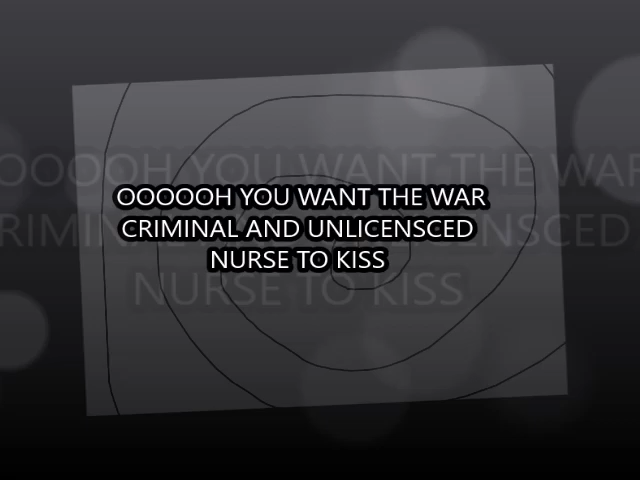 OOOOOH YOU WANT THE WAR
CRIMINAL AND UNLICENSCED
NURSE TO KISS